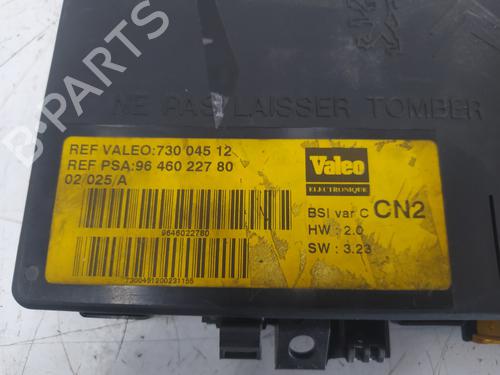 B-PARTS
NE PAS LAISSER TOMBER
REF VALEO:730 045 12
REF PSA:96 460 227 80
02/025/A
9646022780
7300451200231155
Valeo
ELECTRONIQUE
BSI var C CN2
HW : 2.0
SW : 3.23